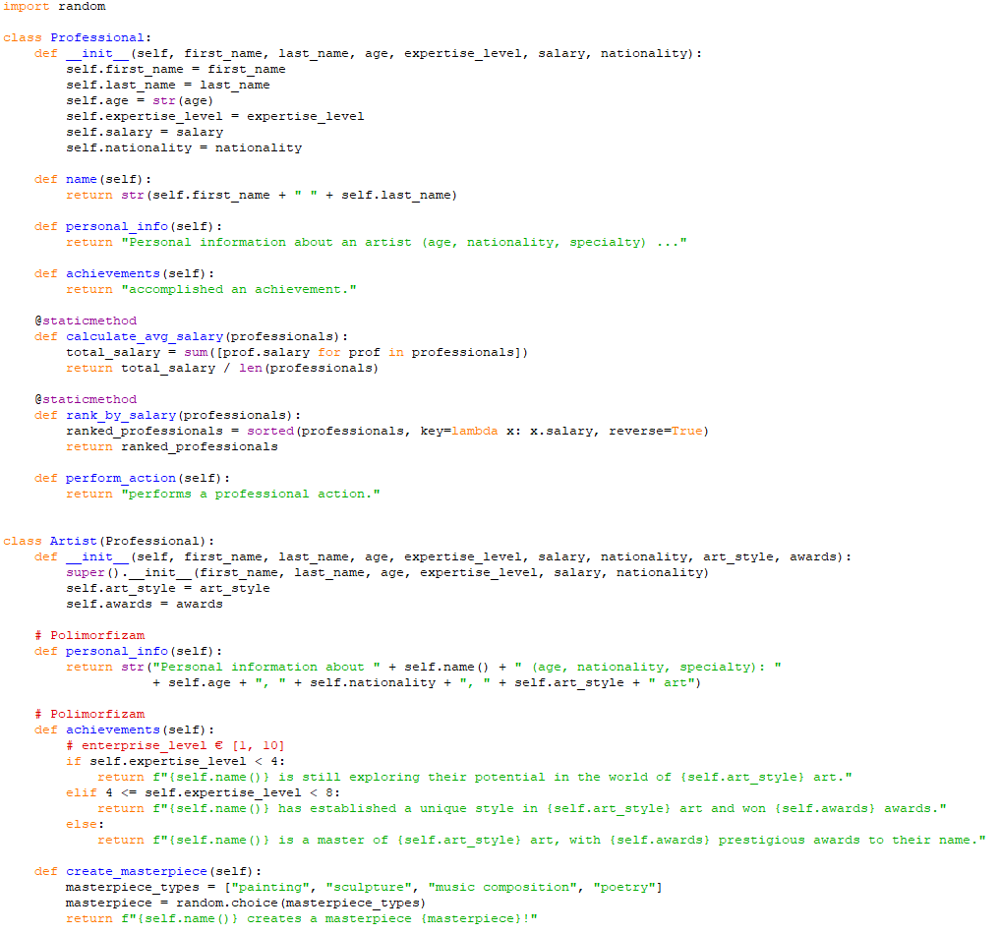 import random
class Professional:
    def __init__(self, first_name, last_name, age, expertise_level, salary, nationality):
        self.first_name = first_name
        self.last_name = last_name
        self.age = str(age)
        self.expertise_level = expertise_level
        self.salary = salary
        self.nationality = nationality
    def name(self):
        return str(self.first_name + " " + self.last_name)
    def personal_info(self):
        return "Personal information about an artist (age, nationality, specialty) ..."
    def achievements(self):
        return "accomplished an achievement."
    @staticmethod
    def calculate_avg_salary(professionals):
        total_salary = sum([prof.salary for prof in professionals])
        return total_salary / len(professionals)
    @staticmethod
    def rank_by_salary(professionals):
        ranked_professionals = sorted(professionals, key=lambda x: x.salary, reverse=True)
        return ranked_professionals
    def perform_action(self):
        return "performs a professional action."
class Artist(Professional):
    def __init__(self, first_name, last_name, age, expertise_level, salary, nationality, art_style, awards):
        super().__init__(first_name, last_name, age, expertise_level, salary, nationality)
        self.art_style = art_style
        self.awards = awards
    # Polimorfizam
    def personal_info(self):
        return str("Personal information about " + self.name() + " (age, nationality, specialty): "
                   + self.age + ", " + self.nationality + ", " + self.art_style + " art")
    # Polimorfizam
    def achievements(self):
        # enterprise_level € [1, 10]
        if self.expertise_level < 4:
            return f"{self.name()} is still exploring their potential in the world of {self.art_style} art."
        elif 4 <= self.expertise_level < 8:
            return f"{self.name()} has established a unique style in {self.art_style} art and won {self.awards} awards."
        else:
            return f"{self.name()} is a master of {self.art_style} art, with {self.awards} prestigious awards to their name."
    def create_masterpiece(self):
        masterpiece_types = ["painting", "sculpture", "music composition", "poetry"]
        masterpiece = random.choice(masterpiece_types)
        return f"{self.name()} creates a masterpiece {masterpiece}!"